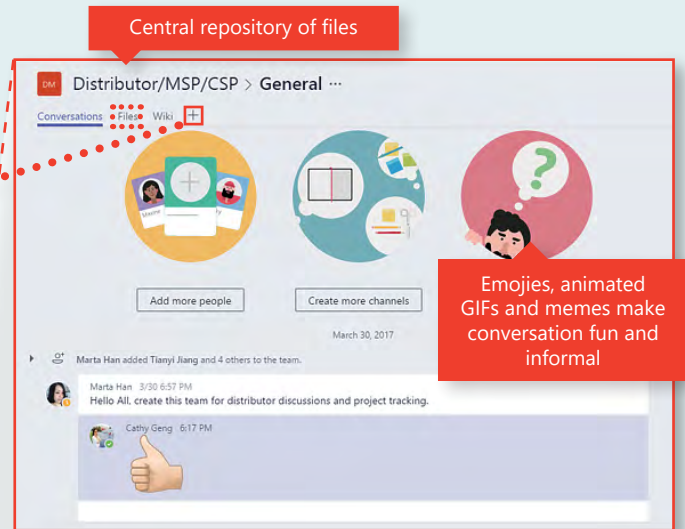 Central repository of files
DM Distributor/MSP/CSP > General ···
Conversations Files Wiki +
Meme
Add more people
Create more channels
Emojies, animated
GIFs and memes make
conversation fun and
informal
March 30, 2017
Marta Han added Tianyi Jiang and 4 others to the team.
Marta Han 3/30 6:57 PM
Hello All, create this team for distributor discussions and project tracking.
Cathy Geng 6:17 PM